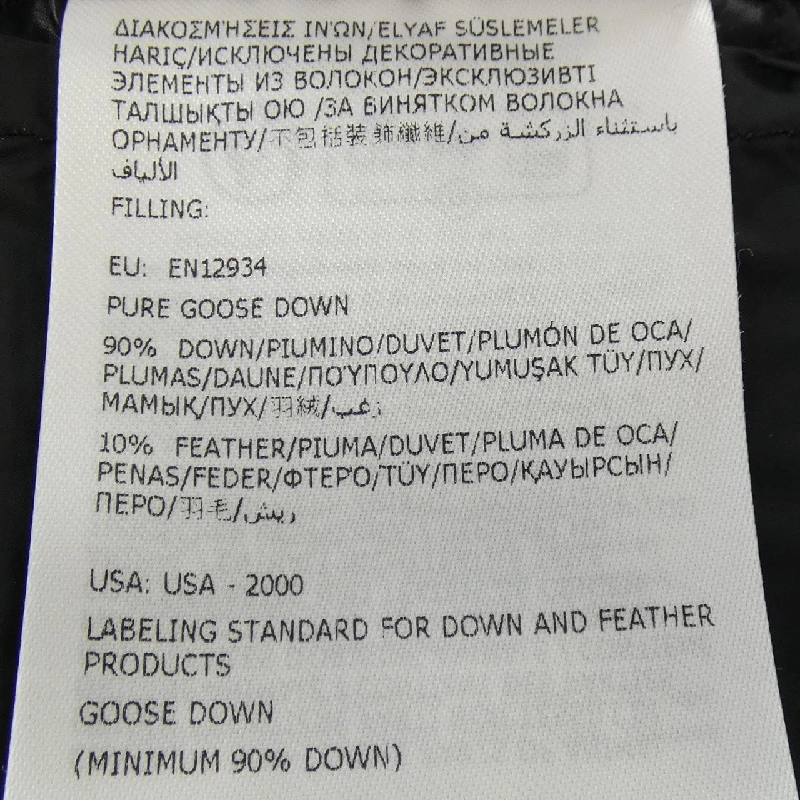 ΔΙΑΚΟΣΜΉΣΕΙΣ ΙΝΏΝ/ELYAF SÜSLEMELER
HARİÇ/ИСКЛЮЧЕНЫ ДЕКОРАТИВНЫЕ
ЭЛЕМЕНТЫ ИЗ ВОЛОКОН/ЭКСКЛЮЗИВТІ
ТАЛШЫҚТЫ ОЮ /ЗА ВИНЯТКОМ ВОЛОКНА
ОРНАМЕНТУ/不包括裝飾纖維/باستثناء الزركشة من
الألياف
FILLING:
EU: EN12934
PURE GOOSE DOWN
90% DOWN/PIUMINO/DUVET/PLUMÓN DE OCA/
PLUMAS/DAUNE/ΠΟΎΠΟΥΛΟ/YUMUŞAK TÜY/ПУХ/
МАМЫҚ/ПУХ/羽絨/زغب
10% FEATHER/PIUMA/DUVET/PLUMA DE OCA/
PENAS/FEDER/ΦΤΕΡΌ/TÜY/ПЕРО/ҚАУЫРСЫН/
ПЕРО/羽毛/ريش
USA: USA - 2000
LABELING STANDARD FOR DOWN AND FEATHER
PRODUCTS
GOOSE DOWN
(MINIMUM 90% DOWN)